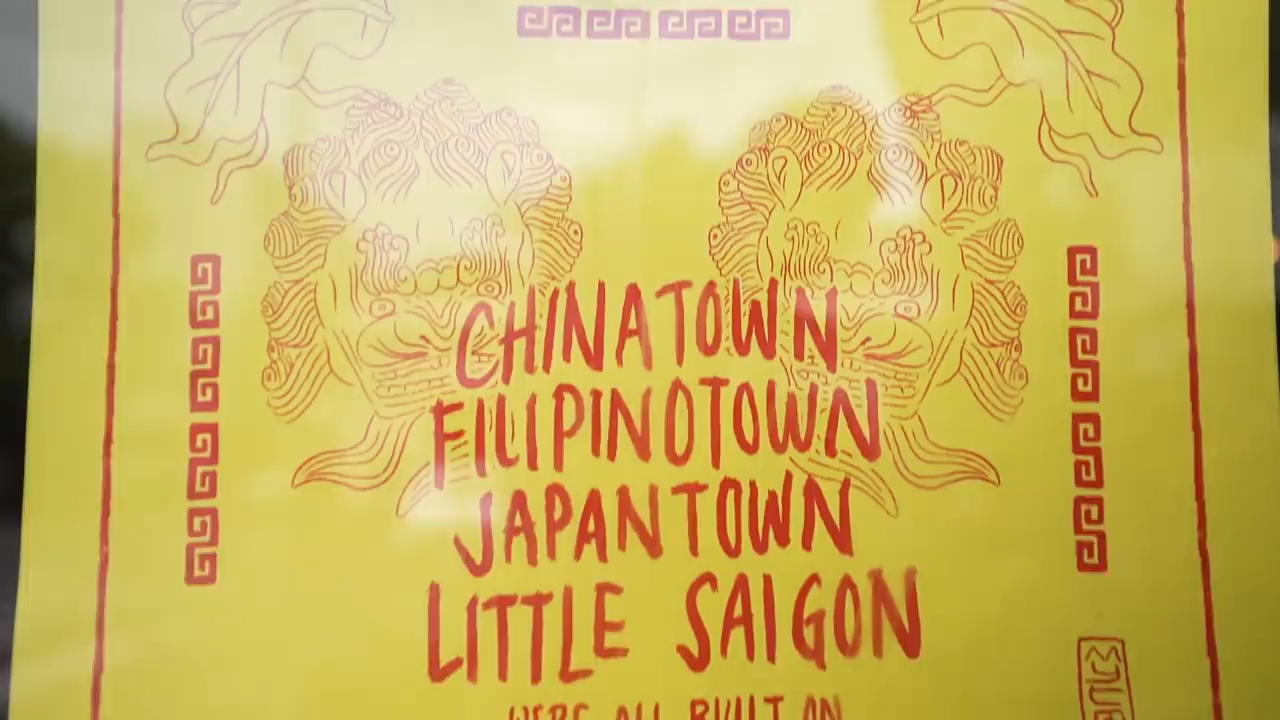 CHINATOWN
FILIPINOTOWN
JAPANTOWN
LITTLE SAIGON
WERE ALL BUILT ON